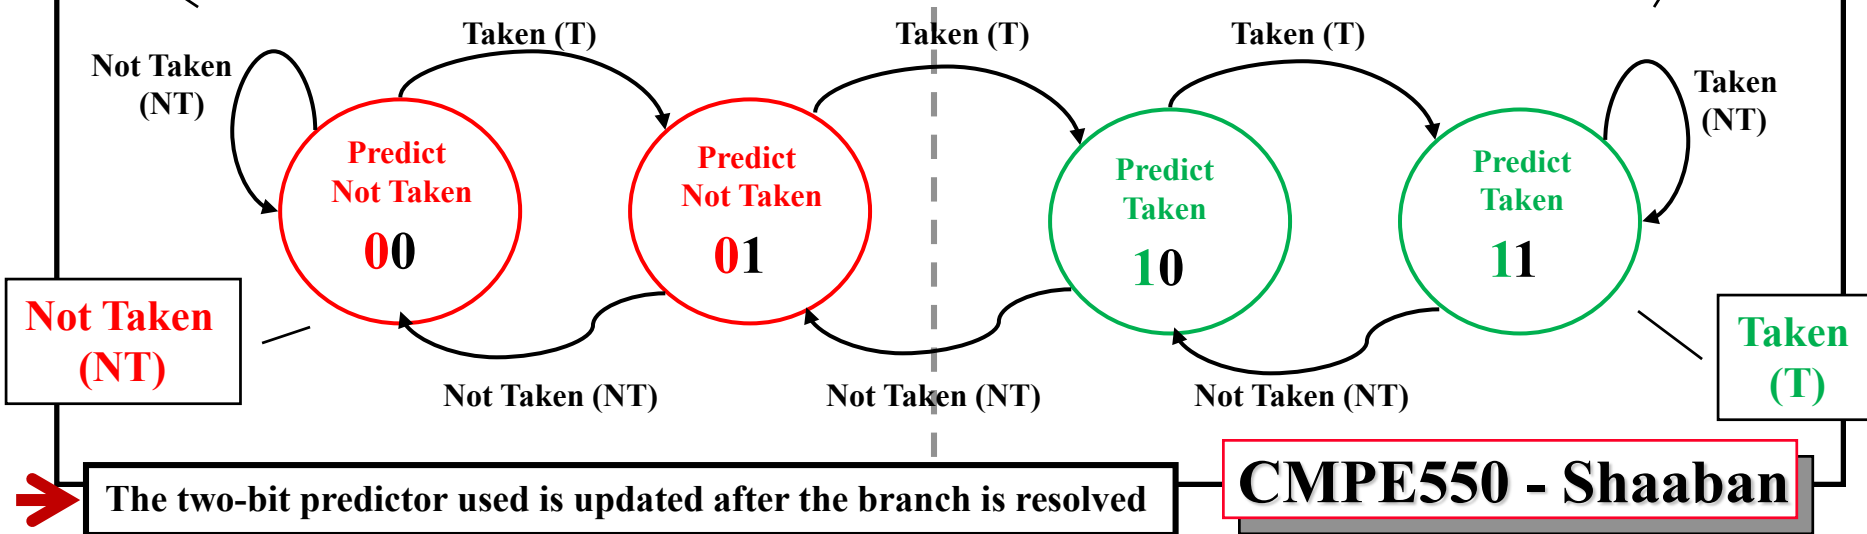 Taken (T)
Taken (T)
Taken (T)
Not Taken
(NT)
Taken
(NT)
Predict
Not Taken
00
Predict
Not Taken
01
Predict
Taken
10
Predict
Taken
11
Not Taken
(NT)
Taken
(T)
Not Taken (NT)
Not Taken (NT)
Not Taken (NT)
The two-bit predictor used is updated after the branch is resolved
CMPE550 - Shaaban